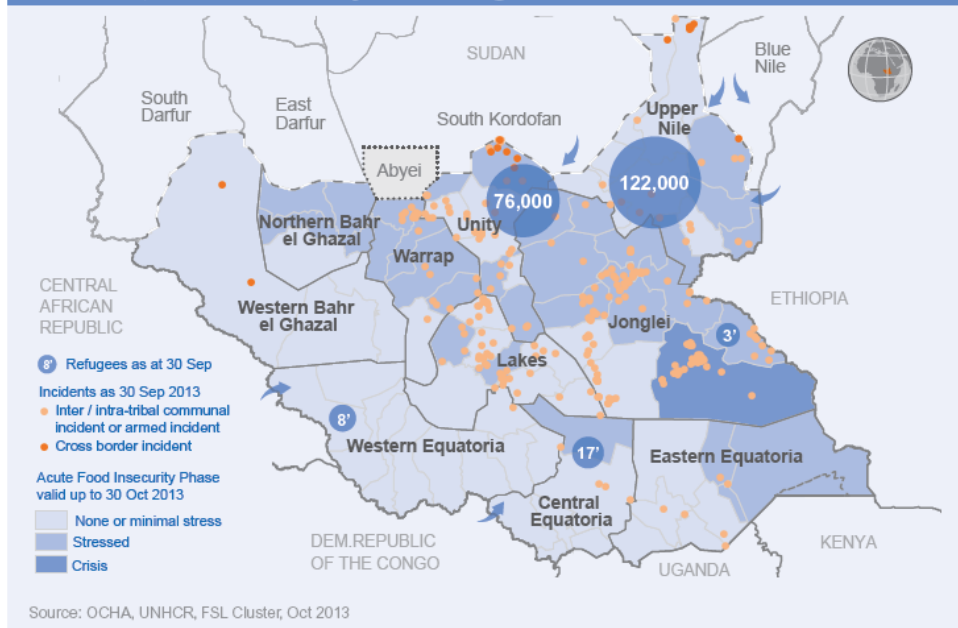 SUDAN
Blue
Nile
South
Darfur
East
Darfur
South Kordofan
Upper
Nile
Abyei
122,000
76,000
Northern Bahr
el Ghazal
Unity
Warrap
CENTRAL
AFRICAN
REPUBLIC
ETHIOPIA
Western Bahr
el Ghazal
Jonglei
3'
8' Refugees as at 30 Sep
Lakes
Incidents as 30 Sep 2013
Inter / intra-tribal communal
incident or armed incident
Cross border incident
8'
Western Equatoria
17'
Eastern Equatoria
Acute Food Insecurity Phase
valid up to 30 Oct 2013
None or minimal stress
Stressed
Crisis
Central
Equatoria
DEM.REPUBLIC
OF THE CONGO
KENYA
UGANDA
Source: OCHA, UNHCR, FSL Cluster, Oct 2013